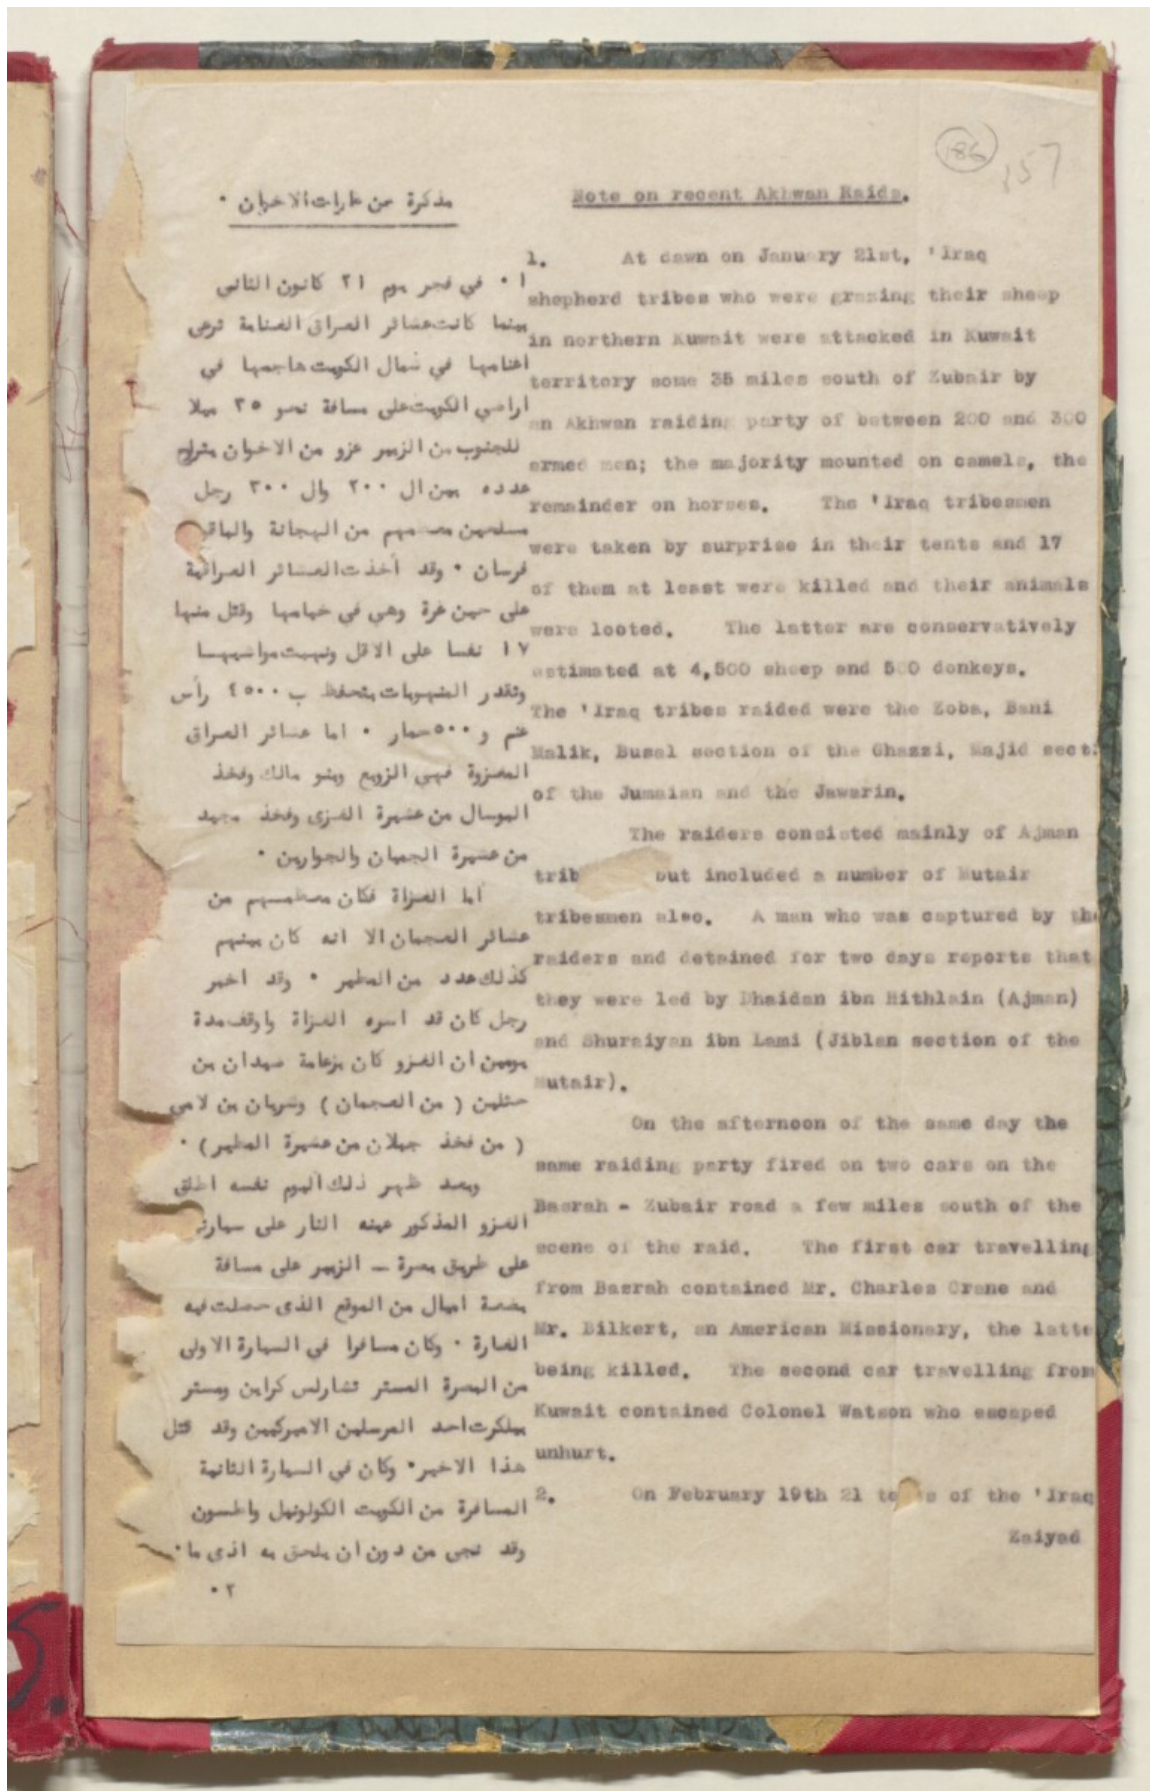 186
157
مذكرة عن غارات الاخوان ٠
١٠ في فجر يوم ٢١ كانون الثاني
بينما كانت عشائر العراق الغنامة ترعى
اغنامها في شمال الكويت هاجمها في
اراضي الكويت على مسافة نحو ٣٥ ميلا
للجنوب من الزبير غزو من الاخوان يتراوح
عدده بين ال ٢٠٠ وال ٣٠٠ رجل
مسلحين معظمهم من الهجانة والباقي
فرسان ٠ وقد أخذت العشائر العراقية
على حين غرة وهي في خيامها وقتل منها
١٧ نفسا على الاقل ونهبت مواشيها
وتقدر المنهوبات بتحفظ ب ٤٥٠٠ رأس
غنم و ٥٠٠ حمار ٠ اما عشائر العراق
المغزوة فهي الزوبع وبنو مالك وفخذ
البوسال من عشيرة الغزى وفخذ مجيد
من عشيرة الجميان والجوارين ٠
أما الغزاة فكان معظمهم من
عشائر العجمان الا انه كان بينهم
كذلك عدد من المطير ٠ وقد اخبر
رجل كان قد اسره الغزاة واوقف مدة
يومين ان الغزو كان بزعامة ضيدان بن
حثلين ( من العجمان ) وشريان بن لامي
( من فخذ جبلان من عشيرة المطير) ٠
وبعد ظهر ذلك اليوم نفسه اطلق
الغزو المذكور عينه النار على
على طريق بصرة ــ الزبير على مسافة
بضعة اميال من الموقع الذى حصلت فيه
الغارة ٠ وكان مسافرا في السيارة الاولى
من البصرة المستر تشارلس كراين ومستر
بيلكرت احد المرسلين الاميركيين وقد قتل
هذا الاخير٠ وكان في السيارة الثانية
المسافرة من الكويت الكولونيل واطسون
وقد نجى من دون ان يلحق به اذى ما٠
٢ ٠
Note on recent Akhwan Raids.
1. At dawn on January 21st, 'Iraq
shepherd tribes who were grazing their sheep
in northern Kuwait were attacked in Kuwait
territory some 35 miles south of Zubair by
an Akhwan raiding party of between 200 and 300
armed men; the majority mounted on camels, the
remainder on horses. The 'Iraq tribesmen
were taken by surprise in their tents and 17
of them at least were killed and their animals
were looted. The latter are conservatively
estimated at 4,500 sheep and 500 donkeys.
The 'Iraq tribes raided were the Zoba, Bani
Malik, Busal section of the Ghazzi, Majid sect.
of the Jumaian and the Jawarin.
The raiders consisted mainly of Ajman
trib but included a number of Mutair
tribesmen also. A man who was captured by the
raiders and detained for two days reports that
they were led by Dhaidan ibn Hithlain (Ajman)
and Shuraiyan ibn Lami (Jiblan section of the
Mutair).
On the afternoon of the same day the
same raiding party fired on two cars on the
Basrah - Zubair road a few miles south of the
scene of the raid. The first car travelling
from Basrah contained Mr. Charles Crane and
Mr. Bilkert, an American Missionary, the latte
being killed. The second car travelling from
Kuwait contained Colonel Watson who escaped
unhurt.
2. On February 19th 21 of the 'Iraq
Zaiyad